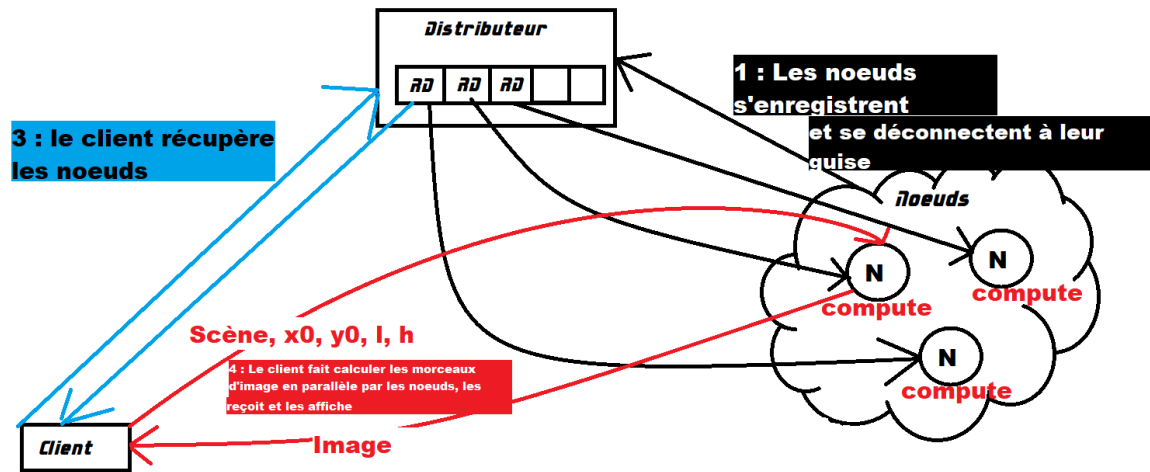 Distributeur
RD RD RD
1 : Les noeuds
s'enregistrent
et se déconnectent à leur
guise
3 : le client récupère
les noeuds
Noeuds
N
compute
N
compute
N
compute
Scène, x0, y0, l, h
4 : Le client fait calculer les morceaux
d'image en parallèle par les noeuds, les
reçoit et les affiche
Client
Image